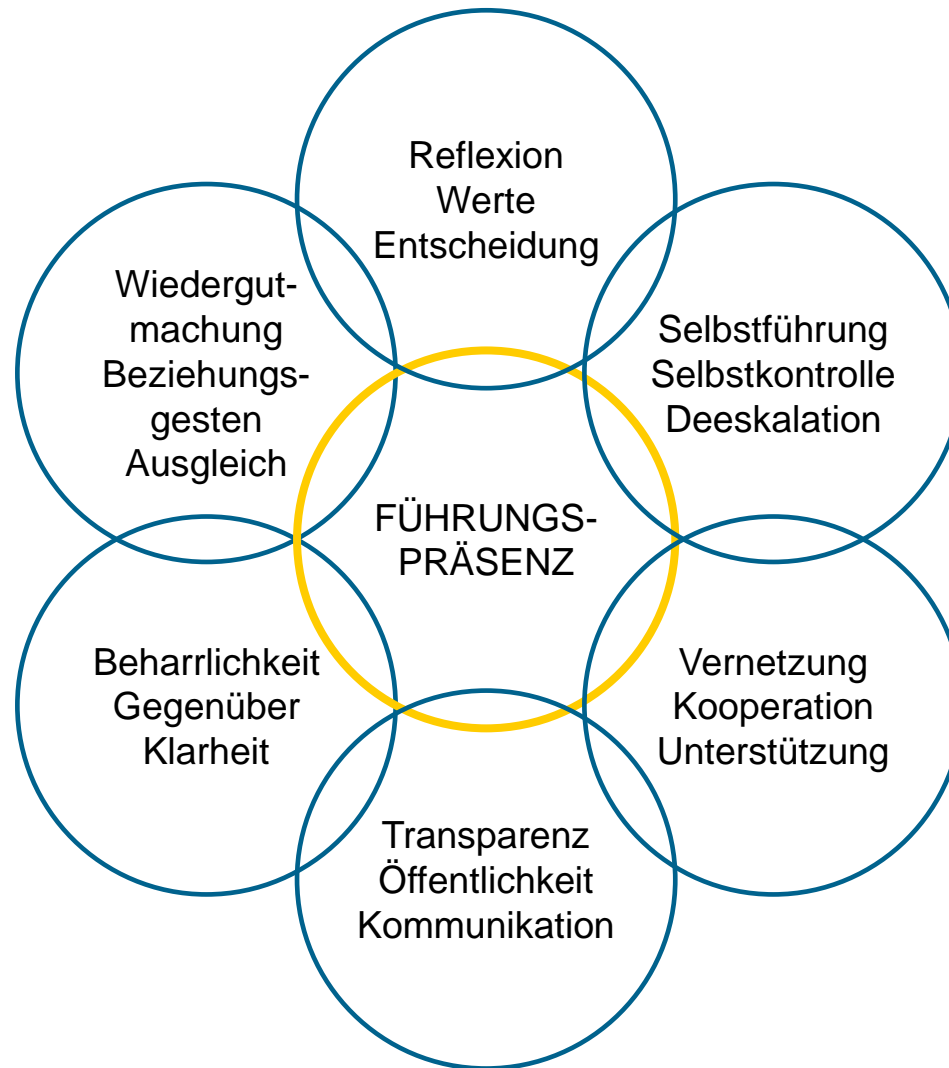 Reflexion
Werte
Entscheidung
Wiedergut-
machung
Beziehungs-
gesten
Ausgleich
Selbstführung
Selbstkontrolle
Deeskalation
FÜHRUNGS-
PRÄSENZ
Beharrlichkeit
Gegenüber
Klarheit
Vernetzung
Kooperation
Unterstützung
Transparenz
Öffentlichkeit
Kommunikation